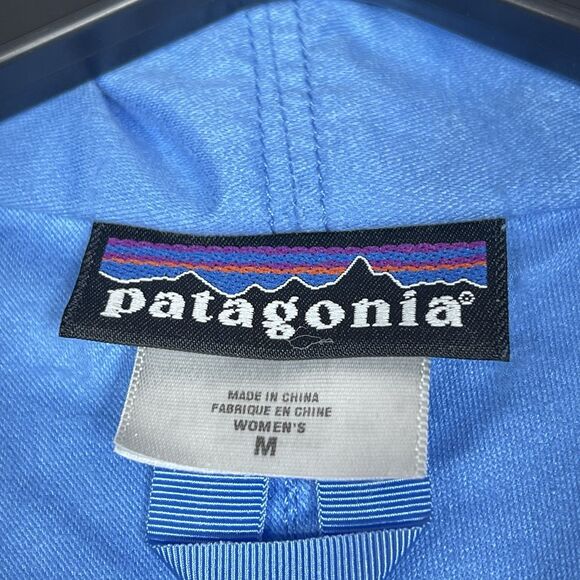 patagonia®
MADE IN CHINA
FABRIQUE EN CHINE
WOMEN'S
M